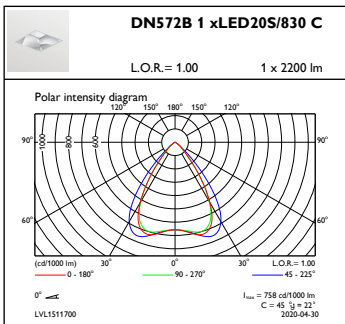 DN572B 1 xLED20S/830 C
L.O.R.= 1.00 1 x 2200 lm
Polar intensity diagram
120° 150° 180° 150° 120°
90° 1000 800 600 90°
60° 60°
30° 0° 30°
(cd/1000 lm) L.O.R.= 1.00
0 - 180° 90 - 270° 45 - 225°
0° Imax = 758 cd/1000 lm
C = 45 °g = 22°
LVL1511700 2020-04-30